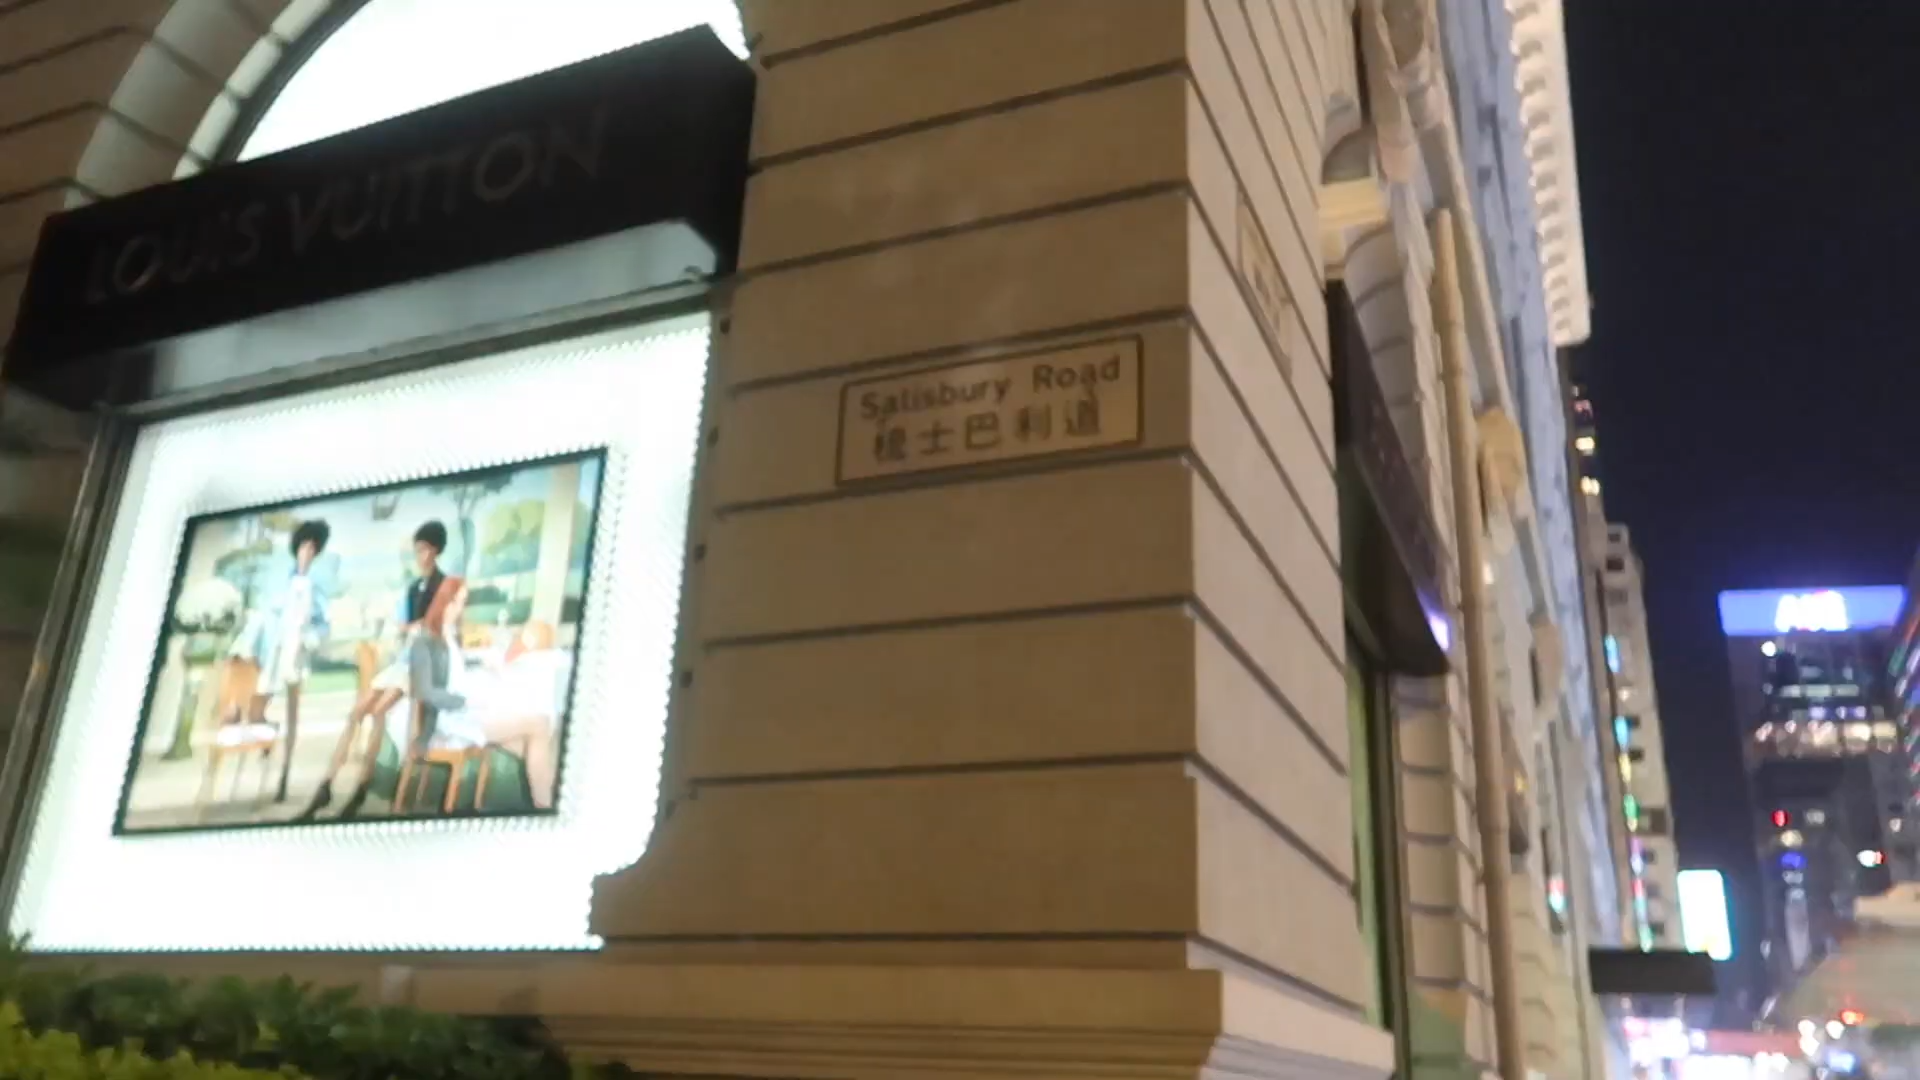 LOUIS VUITTON
Salisbury Road
梳士巴利道